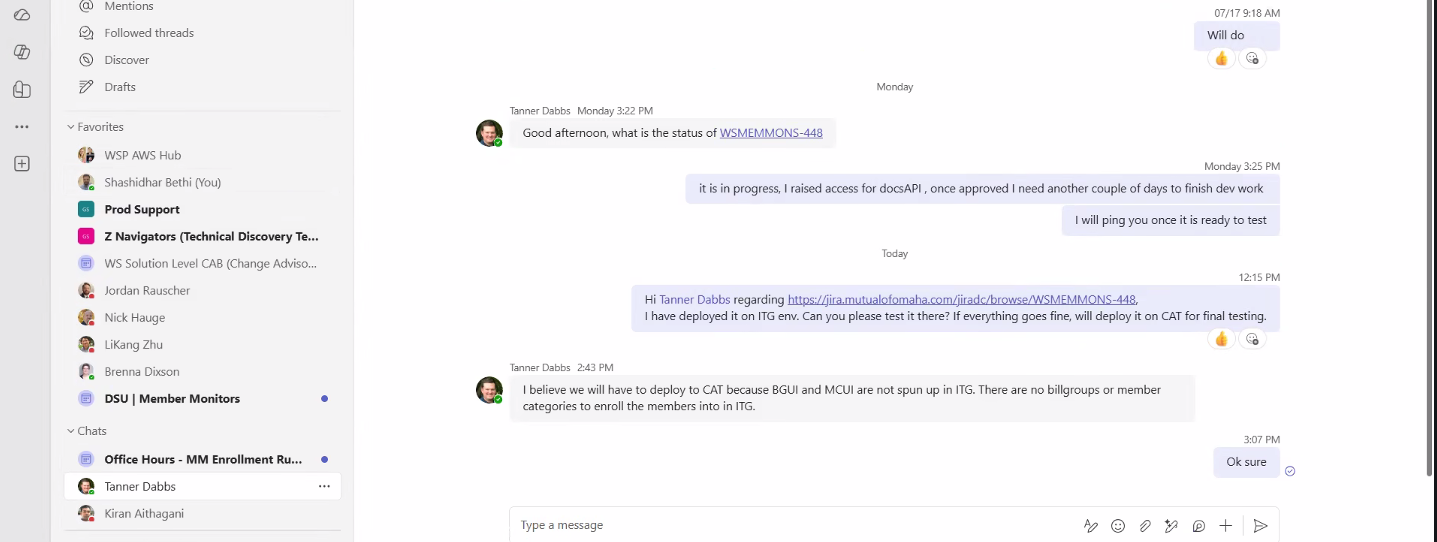 Mentions
Followed threads
Discover
Drafts
Favorites
WSP AWS Hub
Shashidhar Bethi (You)
GS Prod Support
GS Z Navigators (Technical Discovery Te...
WS Solution Level CAB (Change Adviso...
Jordan Rauscher
Nick Hauge
LiKang Zhu
Brenna Dixson
DSU | Member Monitors
Chats
Office Hours - MM Enrollment Ru...
Tanner Dabbs
Kiran Aithagani
07/17 9:18 AM
Will do
Monday
Tanner Dabbs Monday 3:22 PM
Good afternoon, what is the status of WSMEMMONS-448
Monday 3:25 PM
it is in progress, I raised access for docsAPI , once approved I need another couple of days to finish dev work
I will ping you once it is ready to test
Today
12:15 PM
Hi Tanner Dabbs regarding https://jira.mutualofomaha.com/jiradc/browse/WSMEMMONS-448,
I have deployed it on ITG env. Can you please test it there? If everything goes fine, will deploy it on CAT for final testing.
Tanner Dabbs 2:43 PM
I believe we will have to deploy to CAT because BGUI and MCUI are not spun up in ITG. There are no billgroups or member
categories to enroll the members into in ITG.
3:07 PM
Ok sure
Type a message